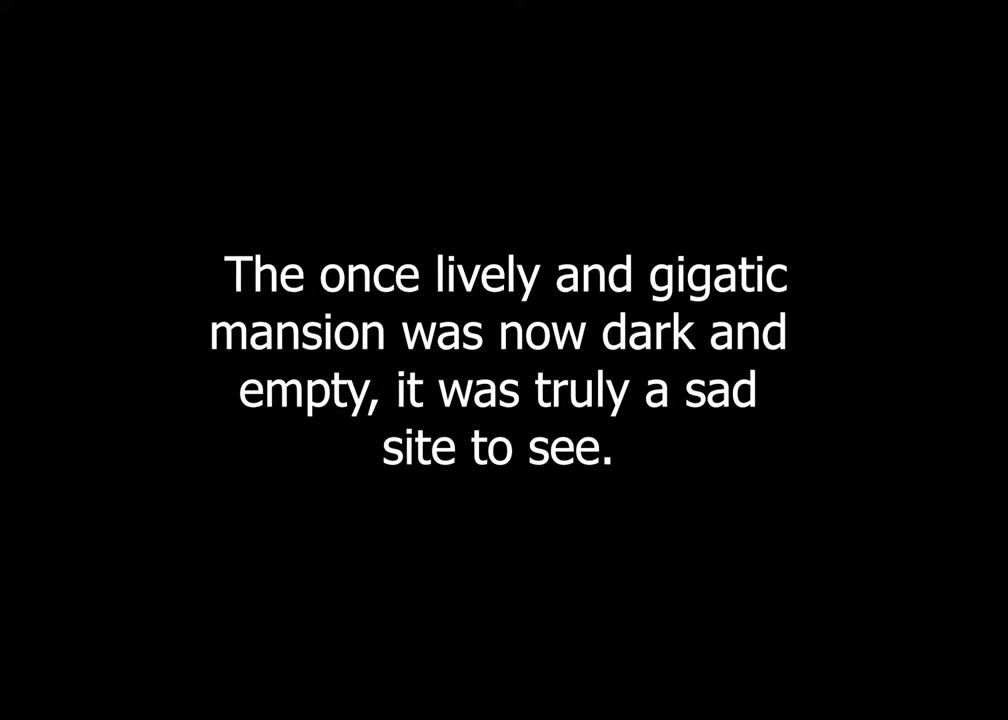 The once lively and gigatic
mansion was now dark and
empty, it was truly a sad
site to see.